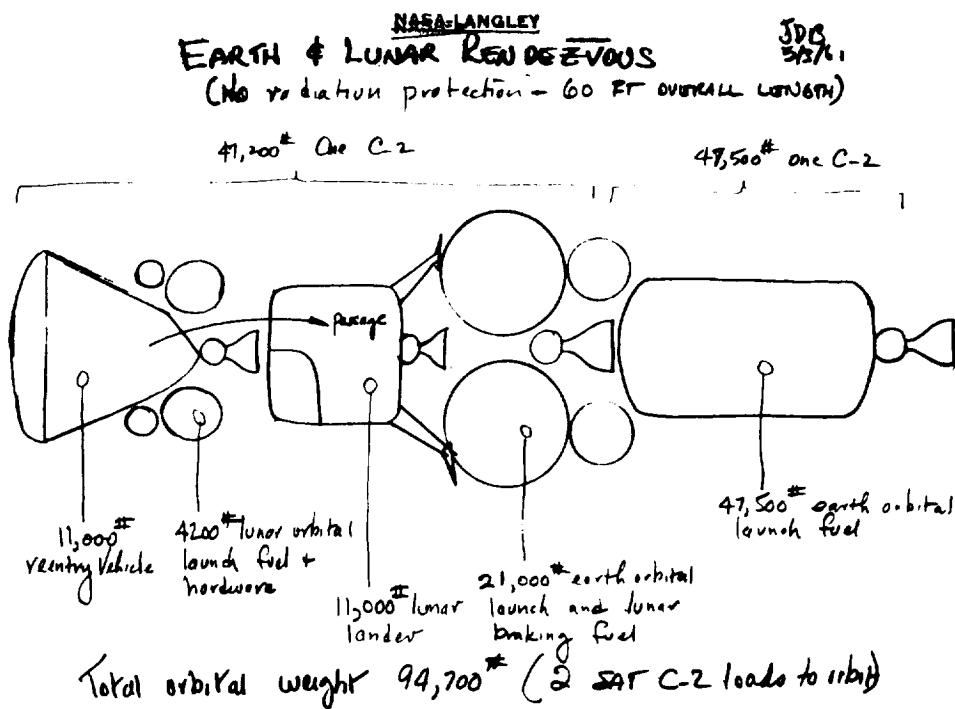 NASA-LANGLEY
EARTH & LUNAR RENDEZVOUS
JDB
(NO radiation protection - 60 FT OVERALL LENGTH)
47,200# One C-2
47,500# one C-2
passage
11,000#
reentry vehicle
4200# lunar orbital
launch fuel +
hardware
11,000# lunar
lander
21,000# earth orbital
launch and lunar
braking fuel
47,500# earth orbital
launch fuel
Total orbital weight 94,700# (2 SAT C-2 loads to orbit)